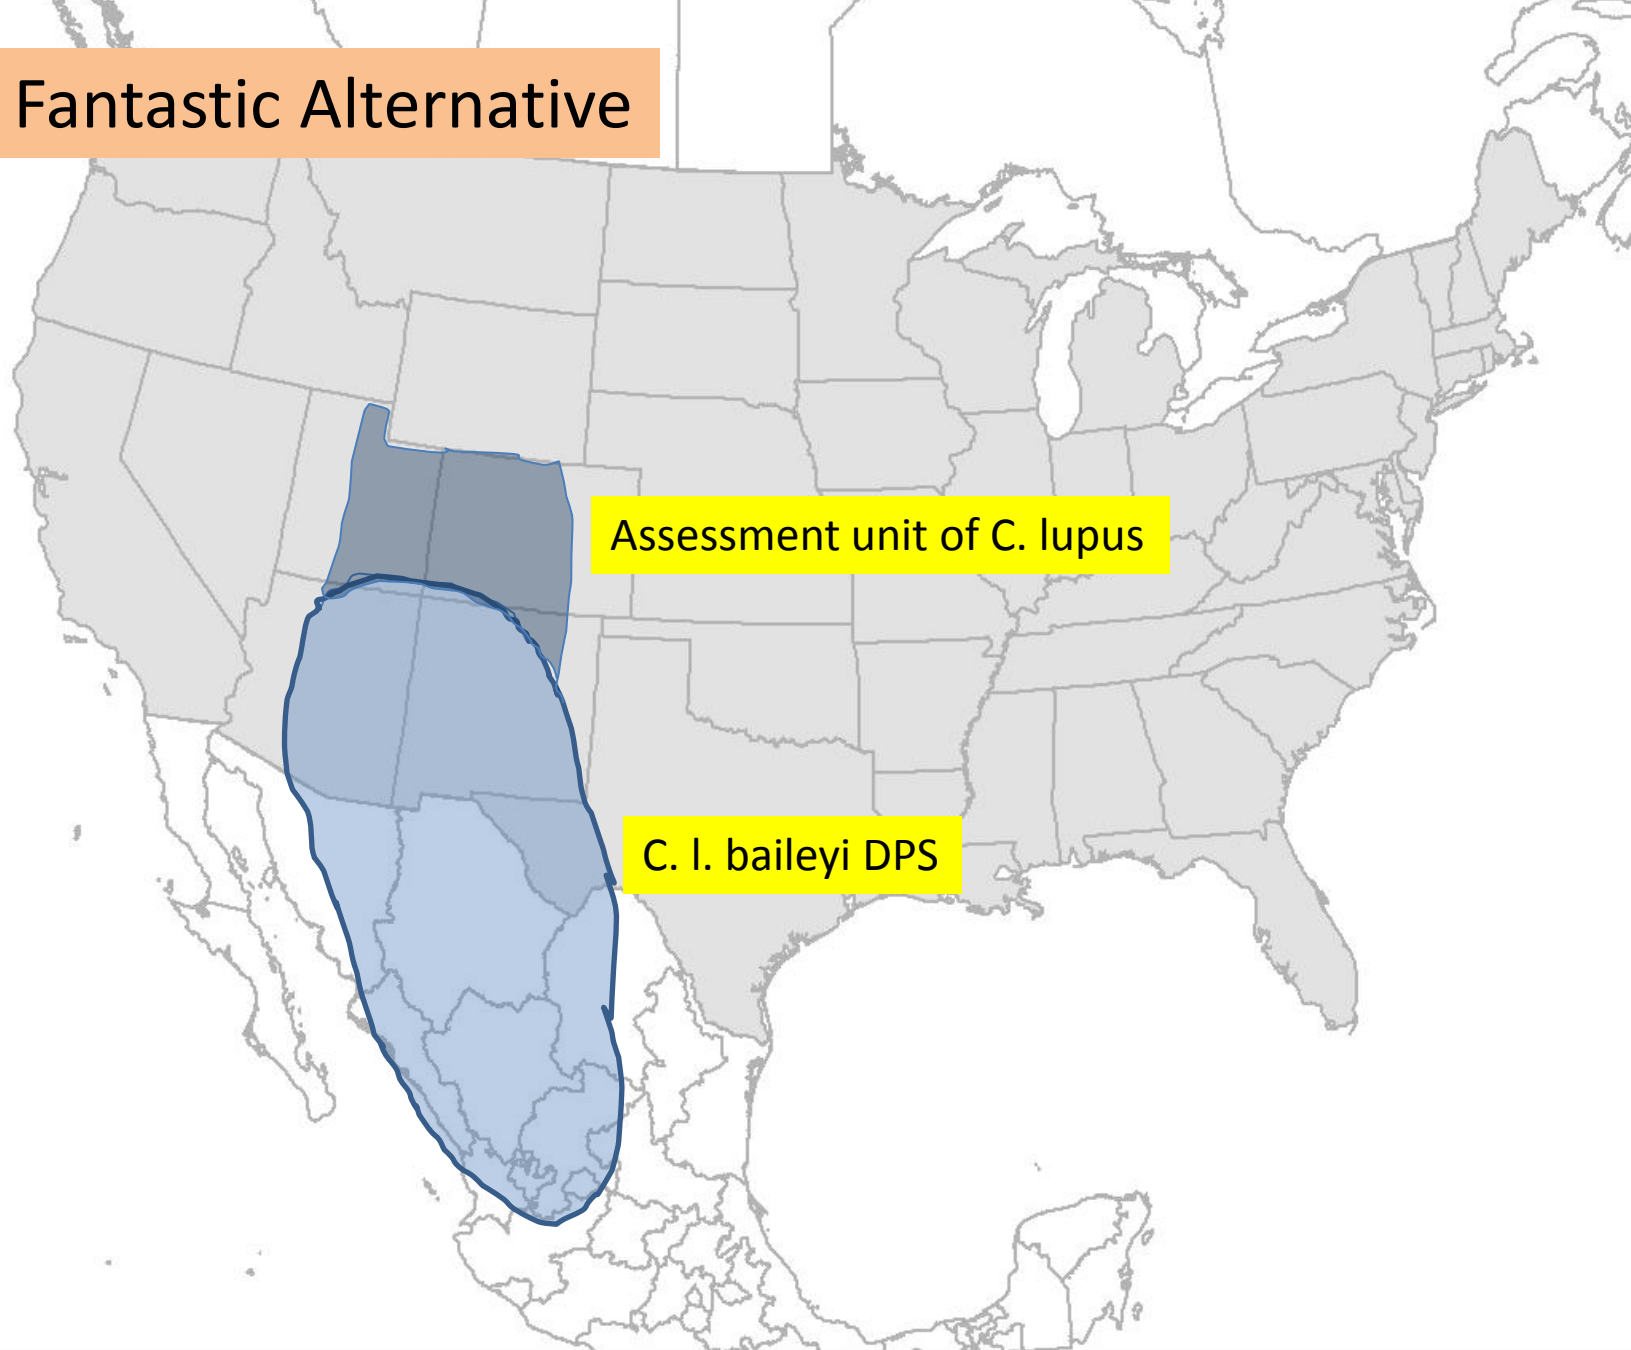 Fantastic Alternative
Assessment unit of C. lupus
C. l. baileyi DPS